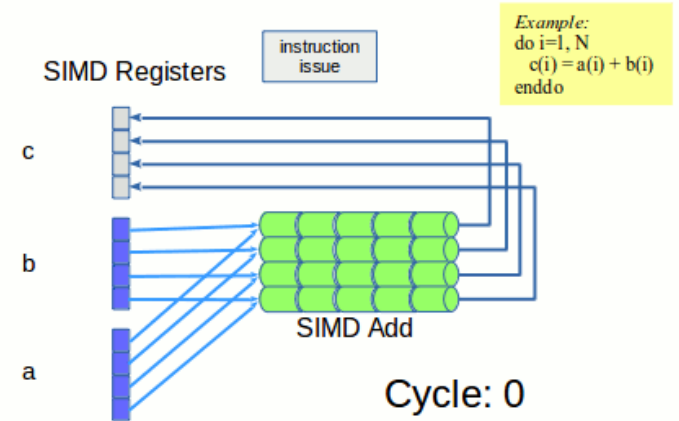 Example:
do i=1, N
c(i) = a(i) + b(i)
enddo
instruction
issue
SIMD Registers
c
b
a
SIMD Add
Cycle: 0